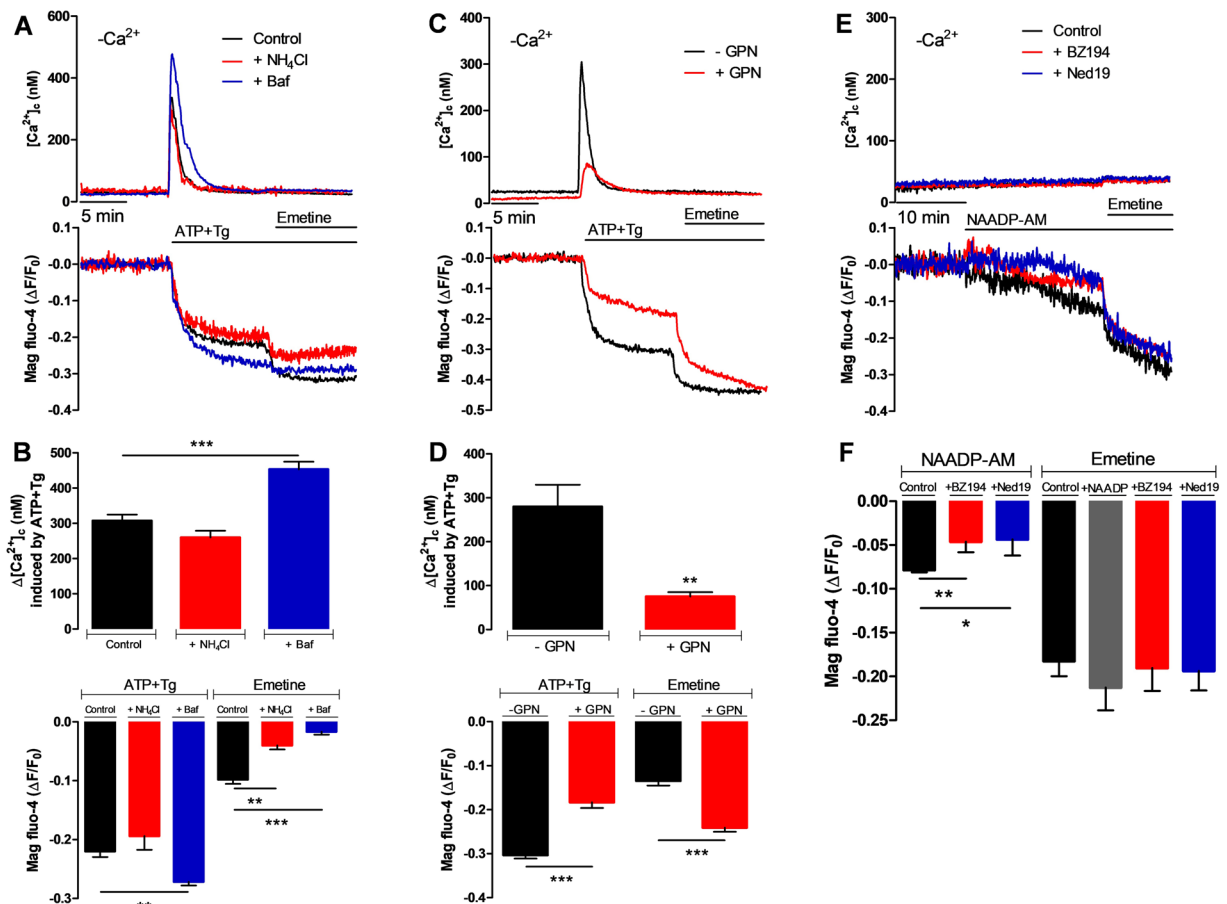 A
-Ca2+
Control
+ NH4Cl
+ Baf
[Ca2+]c (nM)
600
400
200
0
5 min
Emetine
ATP+Tg
Mag fluo-4 (ΔF/F0)
0.1
-0.0
-0.1
-0.2
-0.3
-0.4
C
-Ca2+
- GPN
+ GPN
[Ca2+]c (nM)
400
300
200
100
0
5 min
Emetine
ATP+Tg
Mag fluo-4 (ΔF/F0)
0.1
-0.0
-0.1
-0.2
-0.3
-0.4
-0.5
E
-Ca2+
Control
+ BZ194
+ Ned19
[Ca2+]c (nM)
300
200
100
0
10 min
Emetine
NAADP-AM
Mag fluo-4 (ΔF/F0)
0.1
-0.0
-0.1
-0.2
-0.3
-0.4
B
***
Δ[Ca2+]c (nM)
induced by ATP+Tg
500
400
300
200
100
0
Control
+ NH4Cl
+ Baf
ATP+Tg
Emetine
Control
+ NH4Cl
+ Baf
Control
+ NH4Cl
+ Baf
Mag fluo-4 (ΔF/F0)
0.0
-0.1
-0.2
-0.3
**
***
**
D
Δ[Ca2+]c (nM)
induced by ATP+Tg
400
300
200
100
0
**
- GPN
+ GPN
ATP+Tg
Emetine
-GPN
+ GPN
- GPN
+ GPN
Mag fluo-4 (ΔF/F0)
0.0
-0.1
-0.2
-0.3
-0.4
***
***
F
NAADP-AM
Emetine
Control
+BZ194
+Ned19
Control
+NAADP
+BZ194
+Ned19
Mag fluo-4 (ΔF/F0)
0.00
-0.05
-0.10
-0.15
-0.20
-0.25
**
*